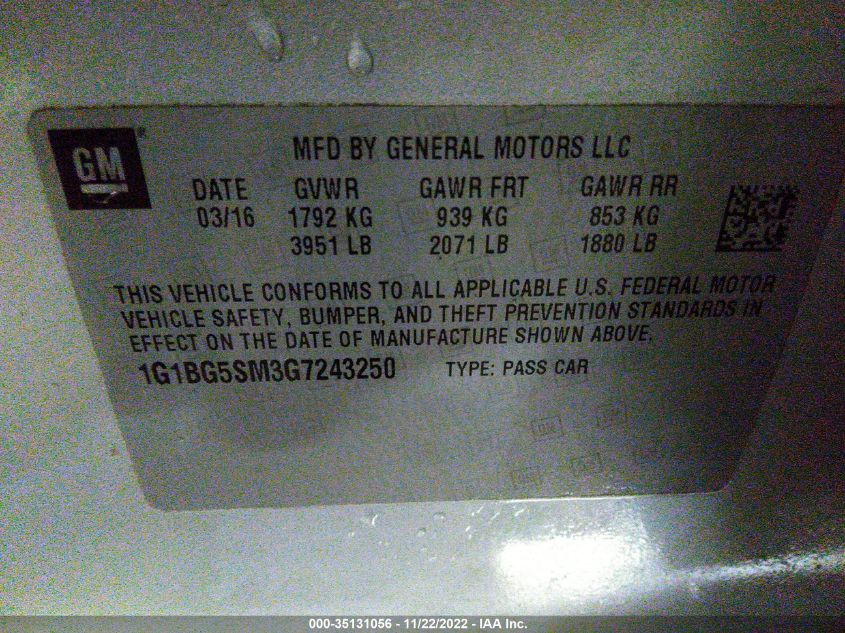 GM ®
MFD BY GENERAL MOTORS LLC
DATE GVWR GAWR FRT GAWR RR
03/16 1792 KG 939 KG 853 KG
3951 LB 2071 LB 1880 LB
THIS VEHICLE CONFORMS TO ALL APPLICABLE U.S. FEDERAL MOTOR
VEHICLE SAFETY, BUMPER, AND THEFT PREVENTION STANDARDS IN
EFFECT ON THE DATE OF MANUFACTURE SHOWN ABOVE.
1G1BG5SM3G7243250 TYPE: PASS CAR
000-35131056 - 11/22/2022 - IAA Inc.